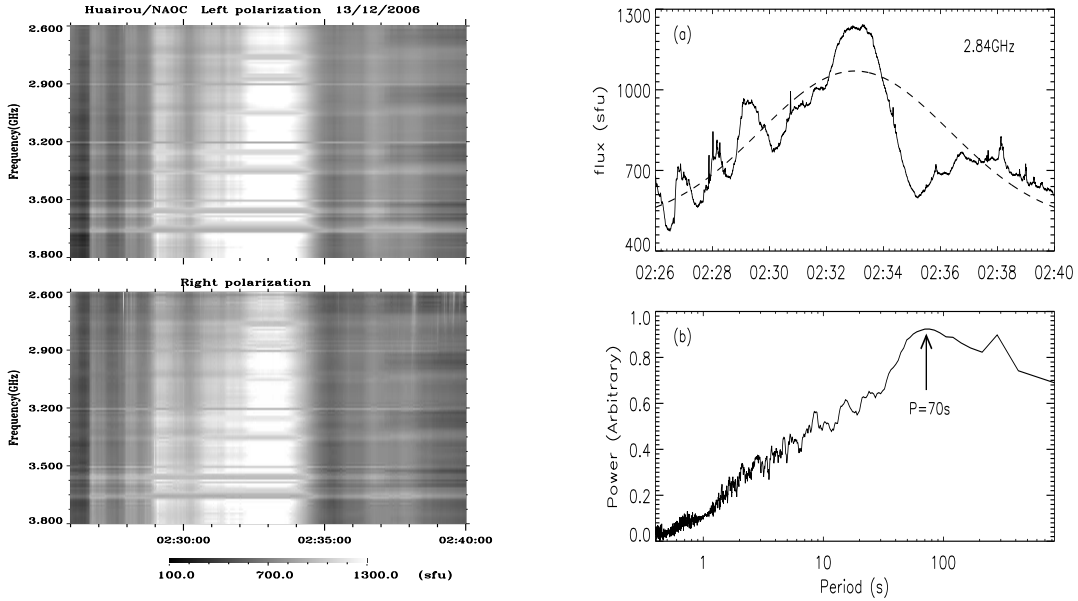 Huairou/NAOC Left polarization 13/12/2006
2.600
2.900
3.200
3.500
3.800
Frequency(GHz)
Right polarization
2.600
2.900
3.200
3.500
3.800
Frequency(GHz)
02:30:00 02:35:00 02:40:00
100.0 700.0 1300.0 (sfu)
(a)
2.84GHz
1300
1000
700
400
flux (sfu)
02:26 02:28 02:30 02:32 02:34 02:36 02:38 02:40
(b)
P=70s
1.0
0.8
0.6
0.4
0.2
0.0
Power (Arbitrary)
1 10 100
Period (s)